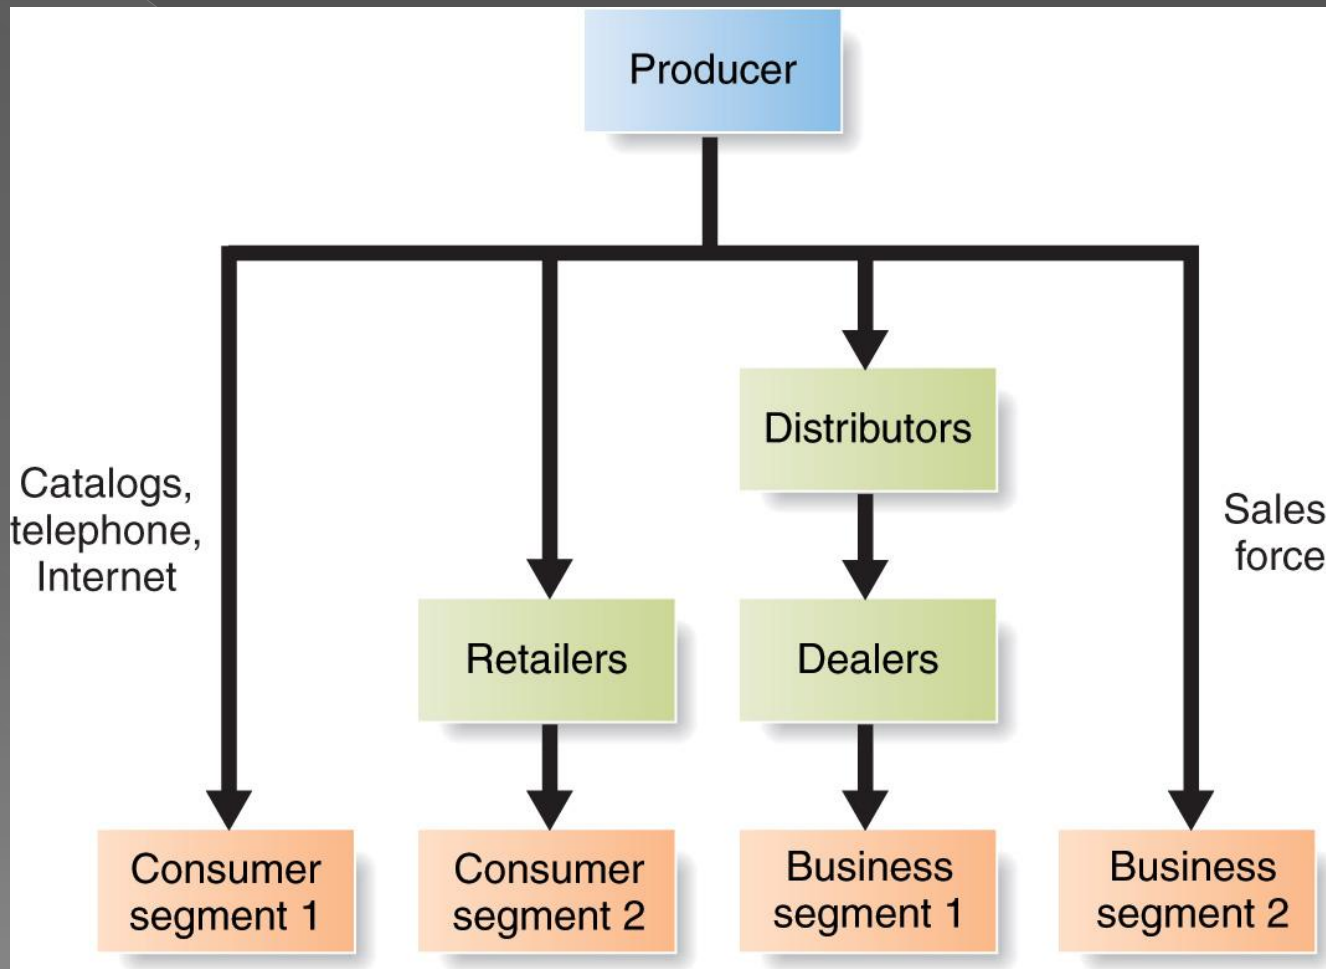 Producer
Distributors
Catalogs,
telephone,
Internet
Sales
force
Retailers
Dealers
Consumer
segment 1
Consumer
segment 2
Business
segment 1
Business
segment 2